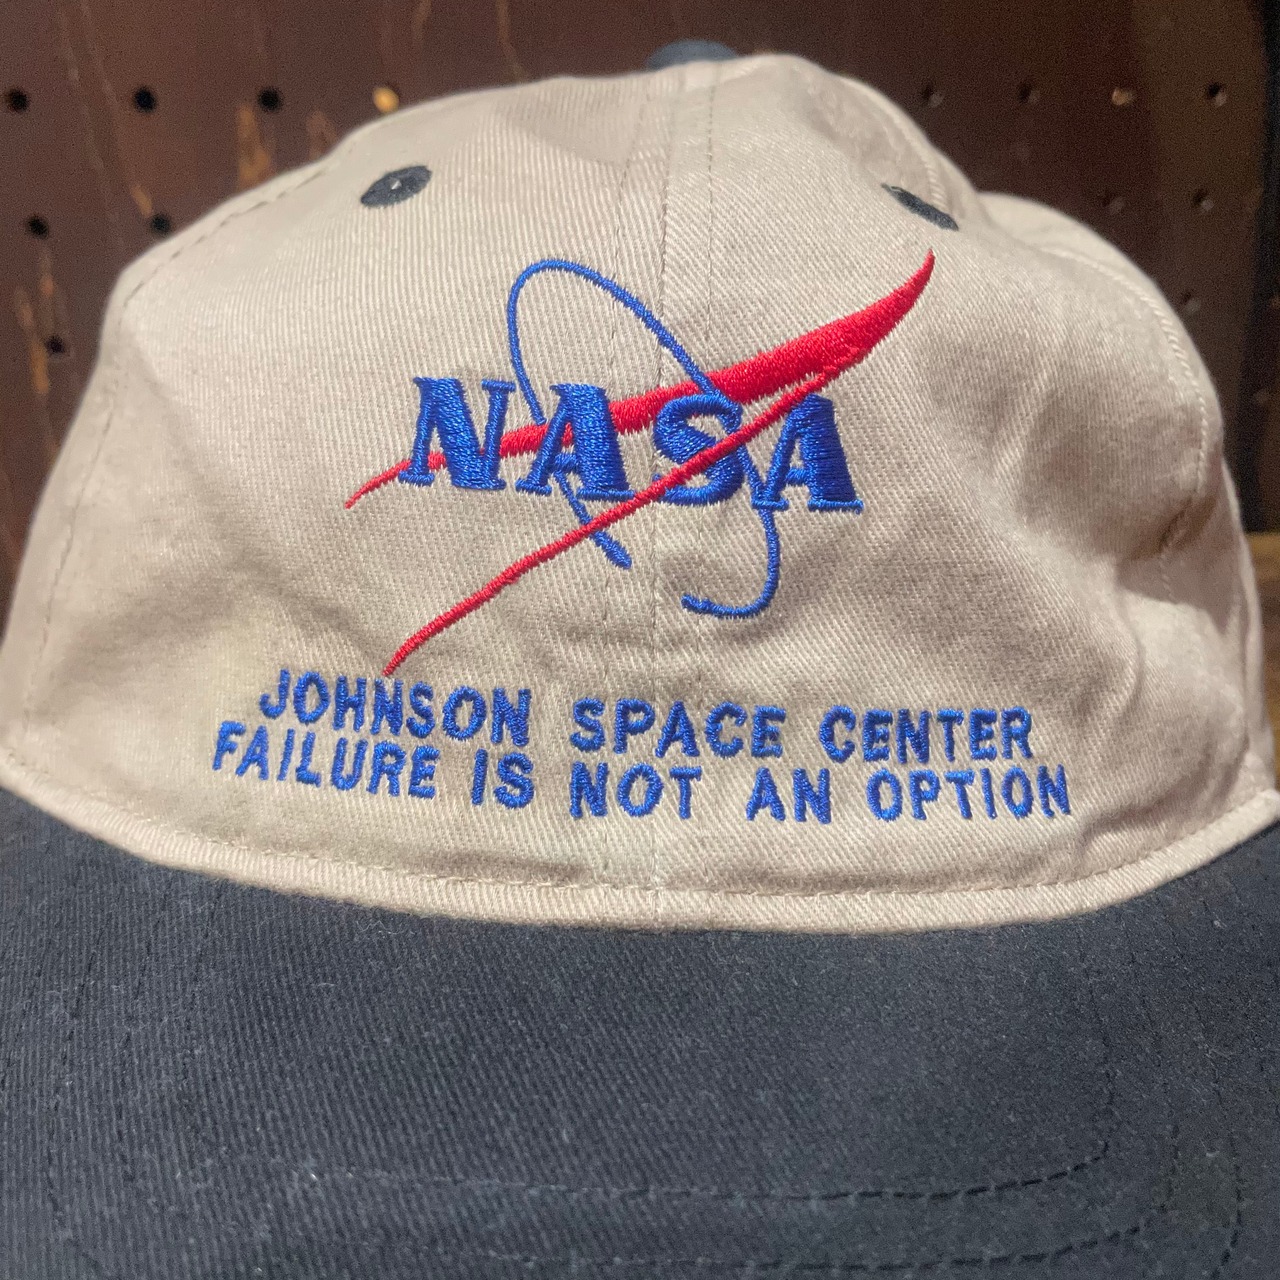 NASA
JOHNSON SPACE CENTER
FAILURE IS NOT AN OPTION